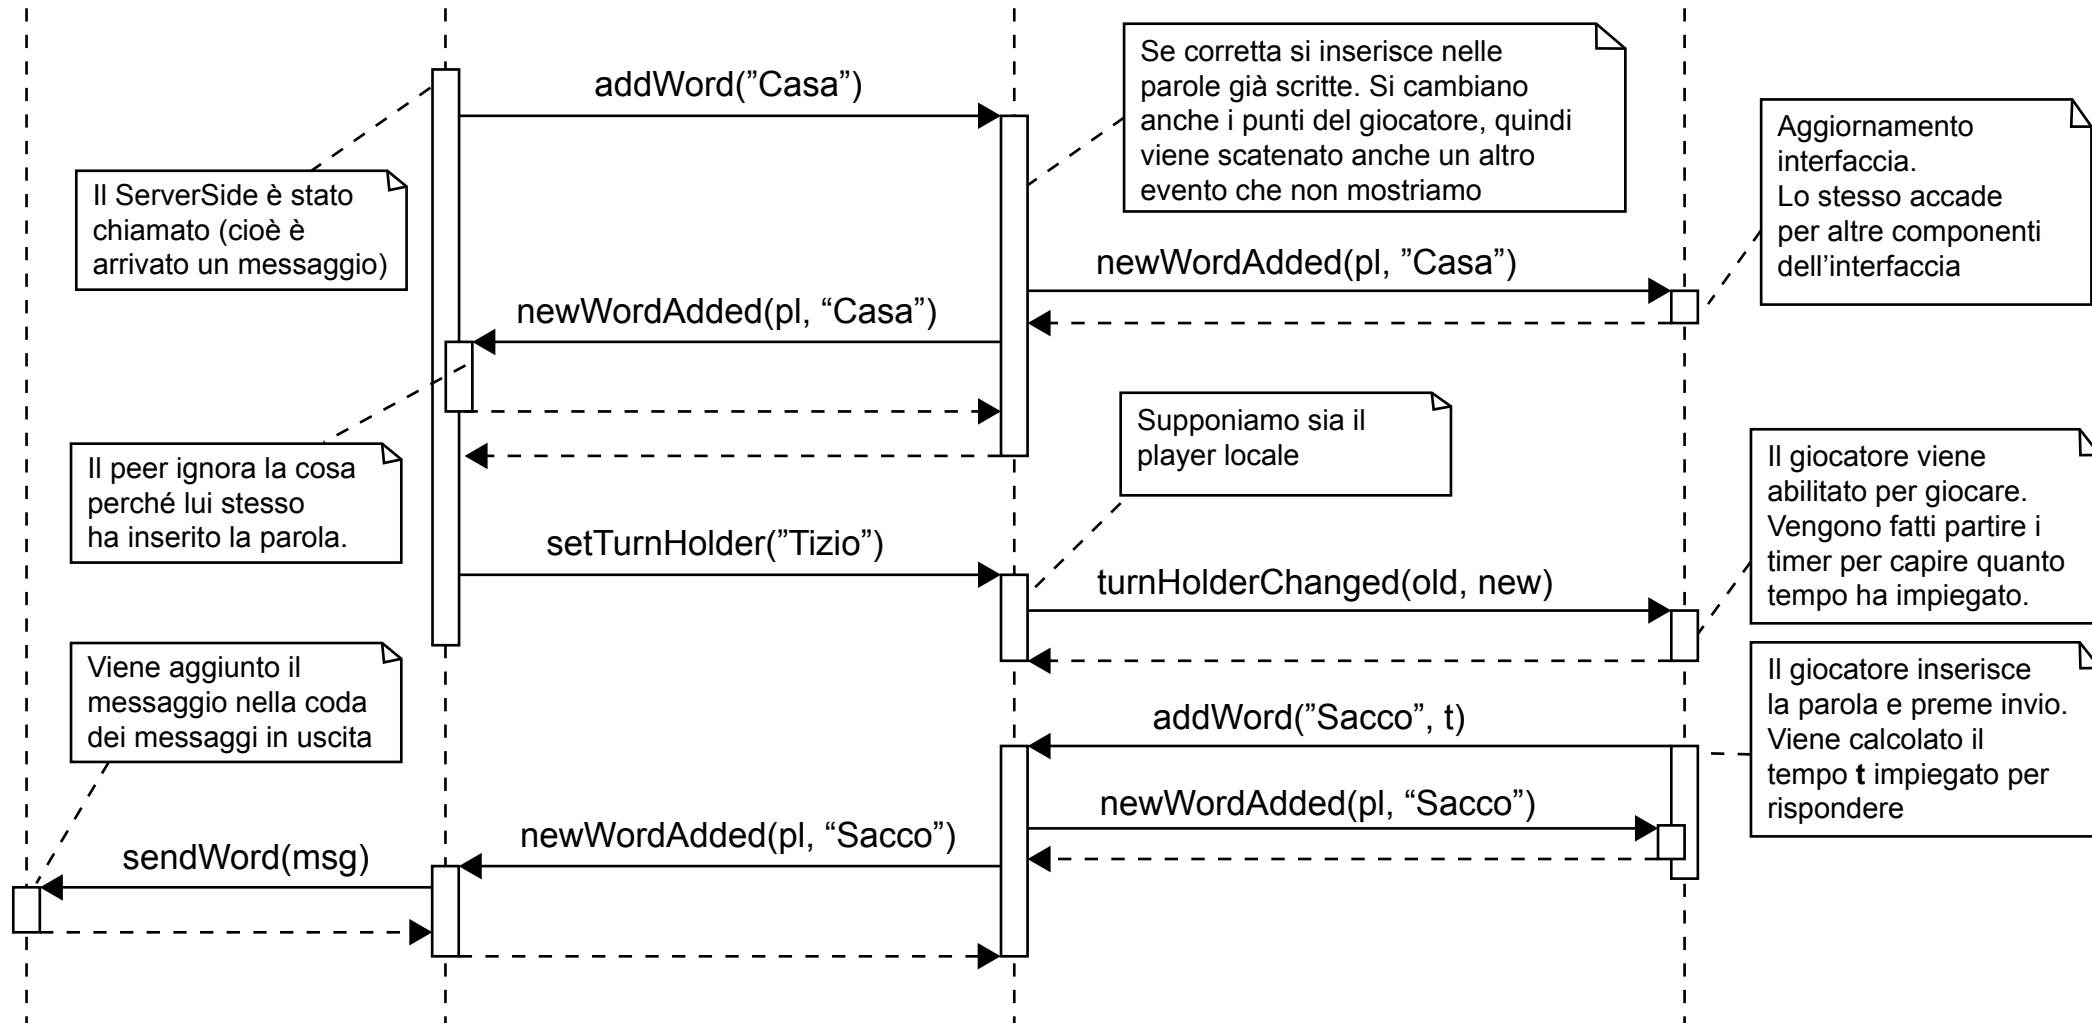 addWord(”Casa”)
Se corretta si inserisce nelle
parole già scritte. Si cambiano
anche i punti del giocatore, quindi
viene scatenato anche un altro
evento che non mostriamo
Aggiornamento
interfaccia.
Lo stesso accade
per altre componenti
dell’interfaccia
Il ServerSide è stato
chiamato (cioè è
arrivato un messaggio)
newWordAdded(pl, ”Casa”)
newWordAdded(pl, “Casa”)
Il peer ignora la cosa
perché lui stesso
ha inserito la parola.
Supponiamo sia il
player locale
Il giocatore viene
abilitato per giocare.
Vengono fatti partire i
timer per capire quanto
tempo ha impiegato.
setTurnHolder(”Tizio”)
turnHolderChanged(old, new)
Viene aggiunto il
messaggio nella coda
dei messaggi in uscita
Il giocatore inserisce
la parola e preme invio.
Viene calcolato il
tempo t impiegato per
rispondere
addWord(”Sacco”, t)
newWordAdded(pl, “Sacco”)
newWordAdded(pl, “Sacco”)
sendWord(msg)